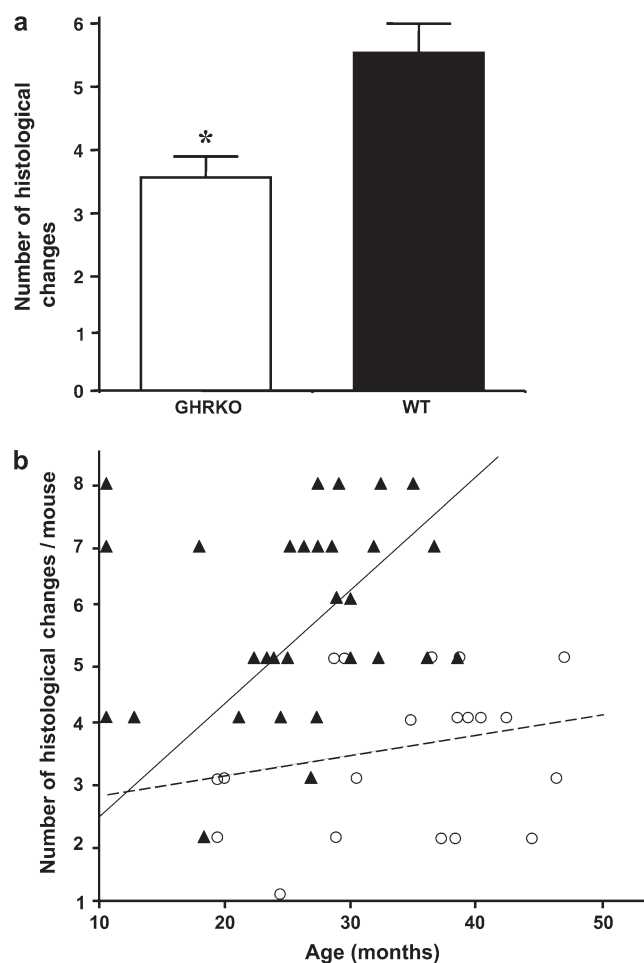 a
Number of histological
changes
6
5
4
3
2
1
0
*
GHRKO WT
b
Number of histological changes / mouse
8
7
6
5
4
3
2
1
10 20 30 40 50
Age (months)